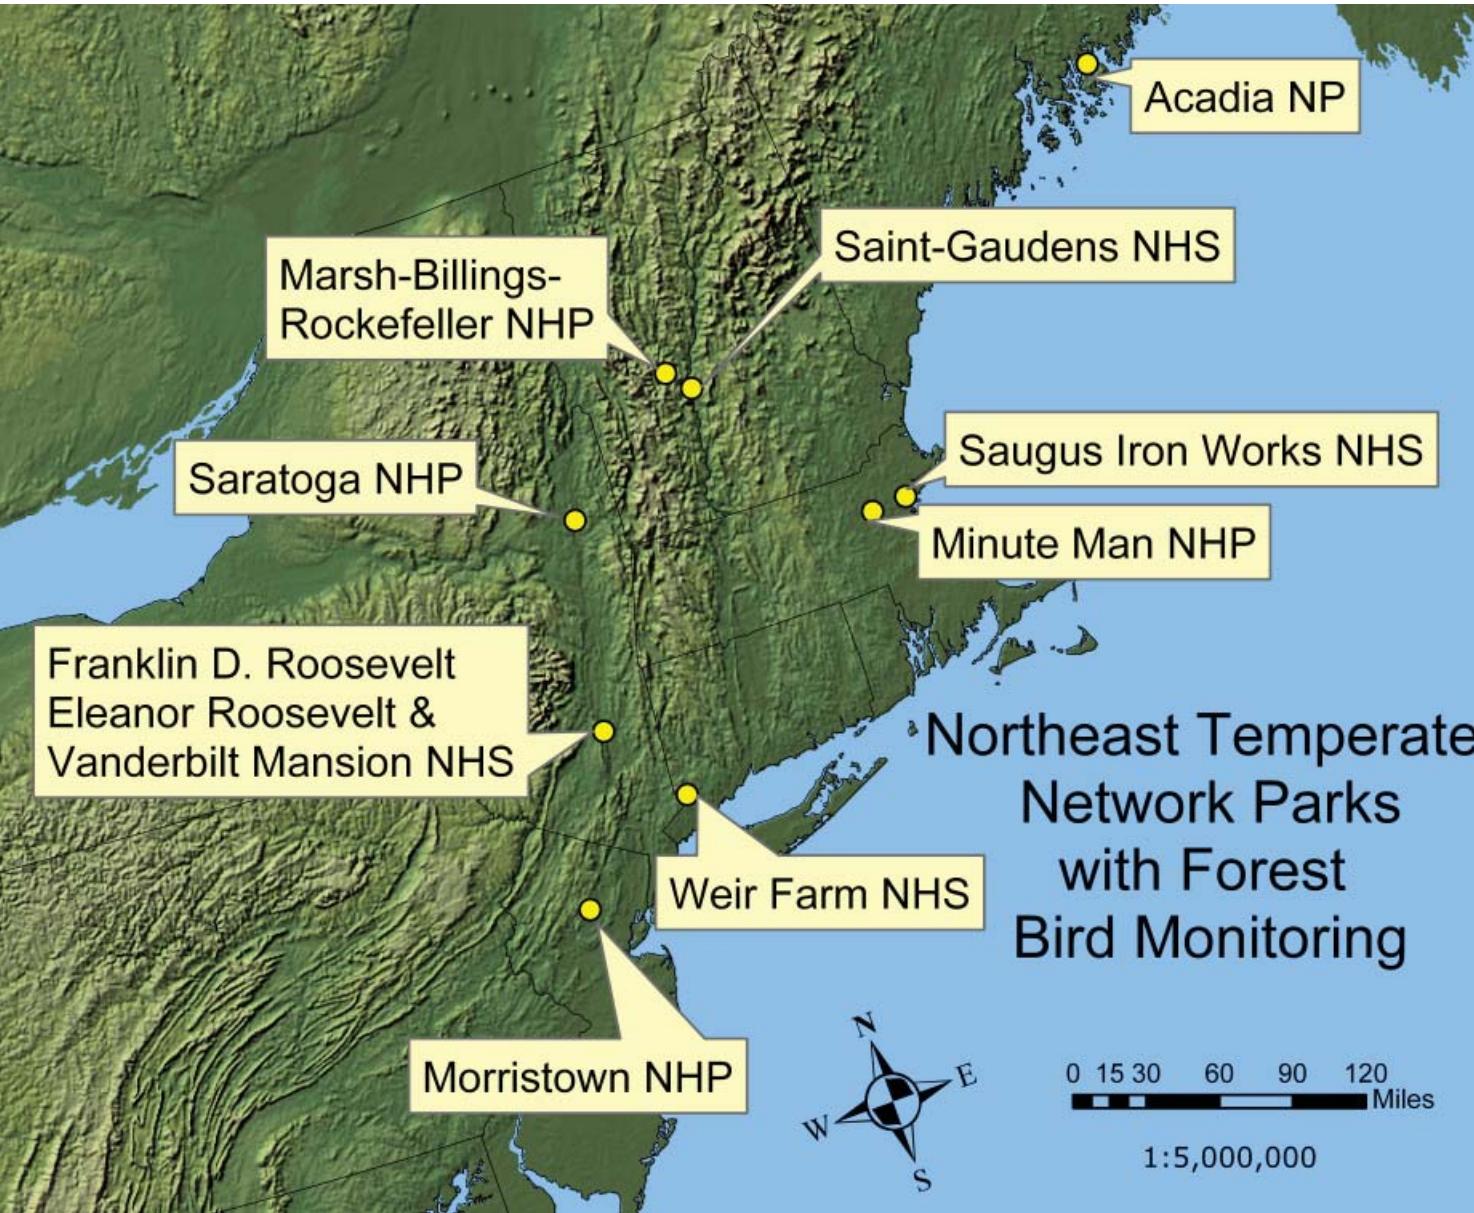 Acadia NP
Saint-Gaudens NHS
Marsh-Billings-
Rockefeller NHP
Saugus Iron Works NHS
Saratoga NHP
Minute Man NHP
Franklin D. Roosevelt
Eleanor Roosevelt &
Vanderbilt Mansion NHS
Northeast Temperate
Network Parks
with Forest
Bird Monitoring
Weir Farm NHS
Morristown NHP
N
E
W
S
0 15 30 60 90 120
Miles
1:5,000,000